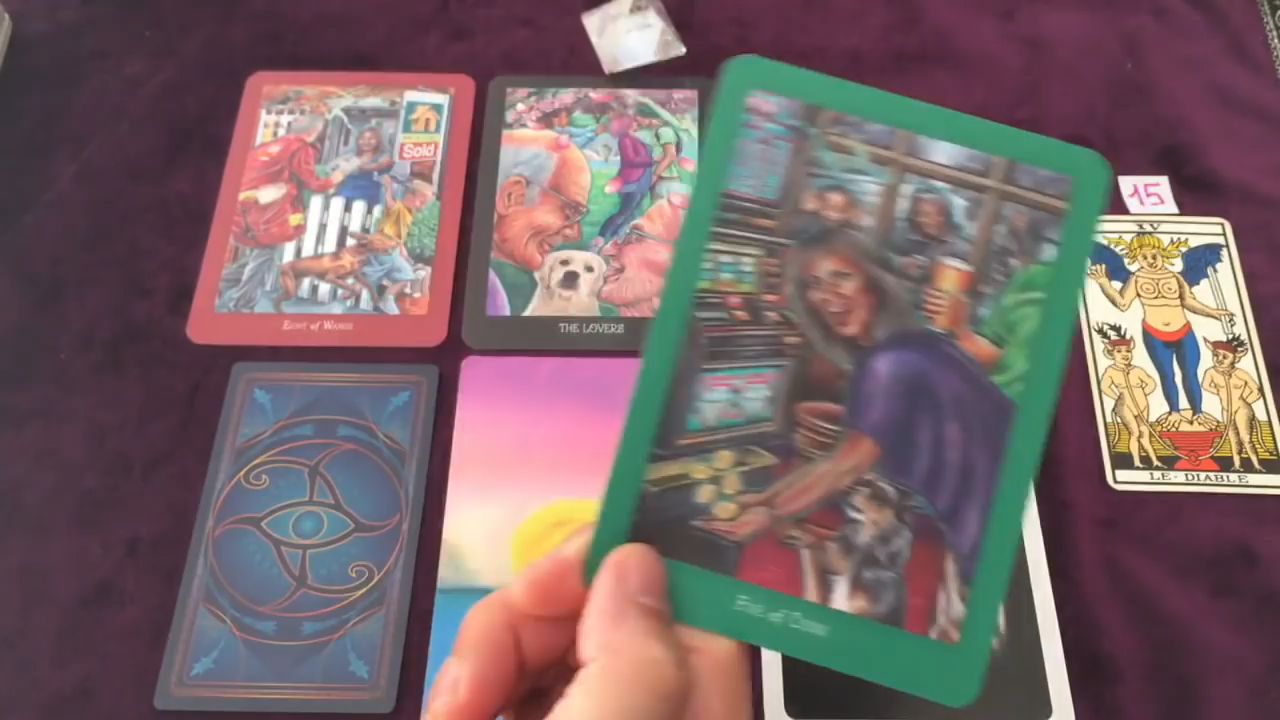 Sold
Eight of Wands
THE LOVERS
15
XV
LE·DIABLE